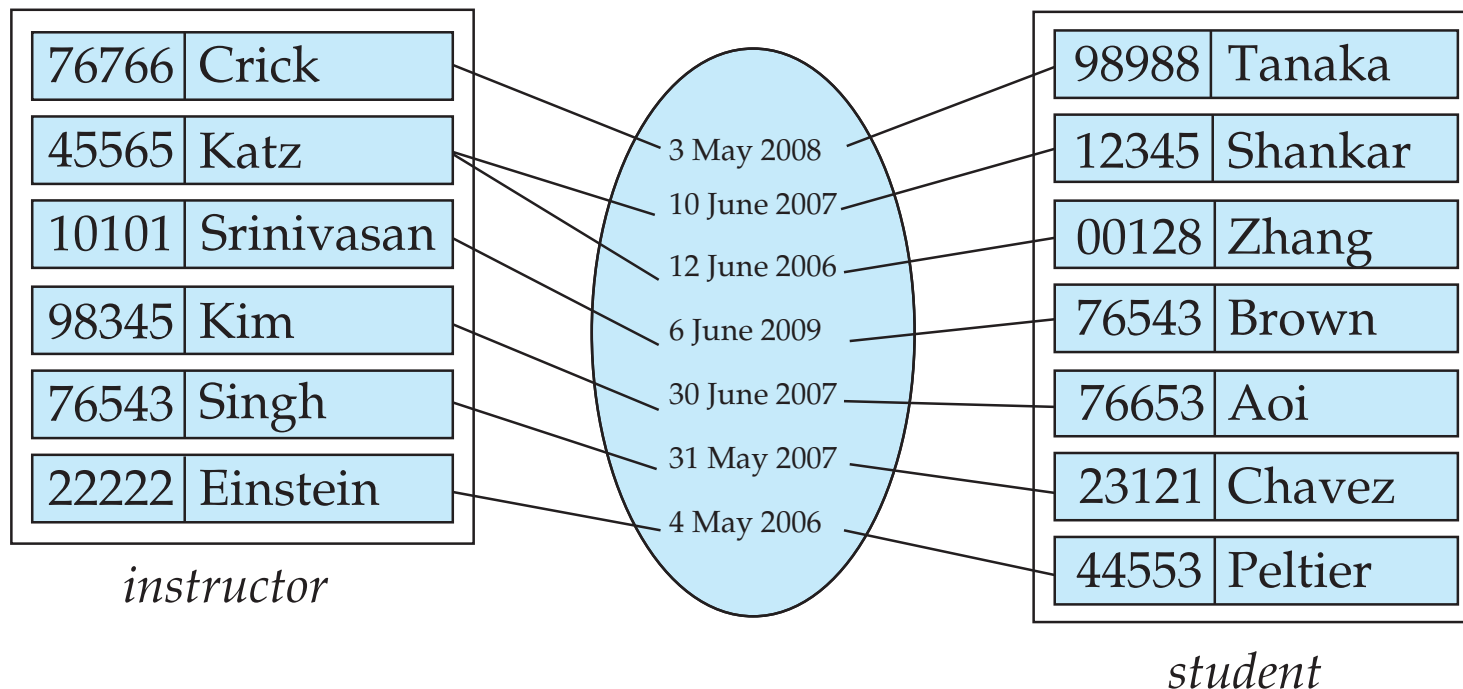 76766 Crick
45565 Katz
10101 Srinivasan
98345 Kim
76543 Singh
22222 Einstein
instructor
3 May 2008
10 June 2007
12 June 2006
6 June 2009
30 June 2007
31 May 2007
4 May 2006
98988 Tanaka
12345 Shankar
00128 Zhang
76543 Brown
76653 Aoi
23121 Chavez
44553 Peltier
student